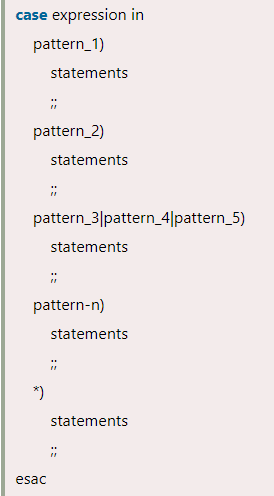 case expression in
pattern_1)
statements
;;
pattern_2)
statements
;;
pattern_3|pattern_4|pattern_5)
statements
;;
pattern-n)
statements
;;
*)
statements
;;
esac